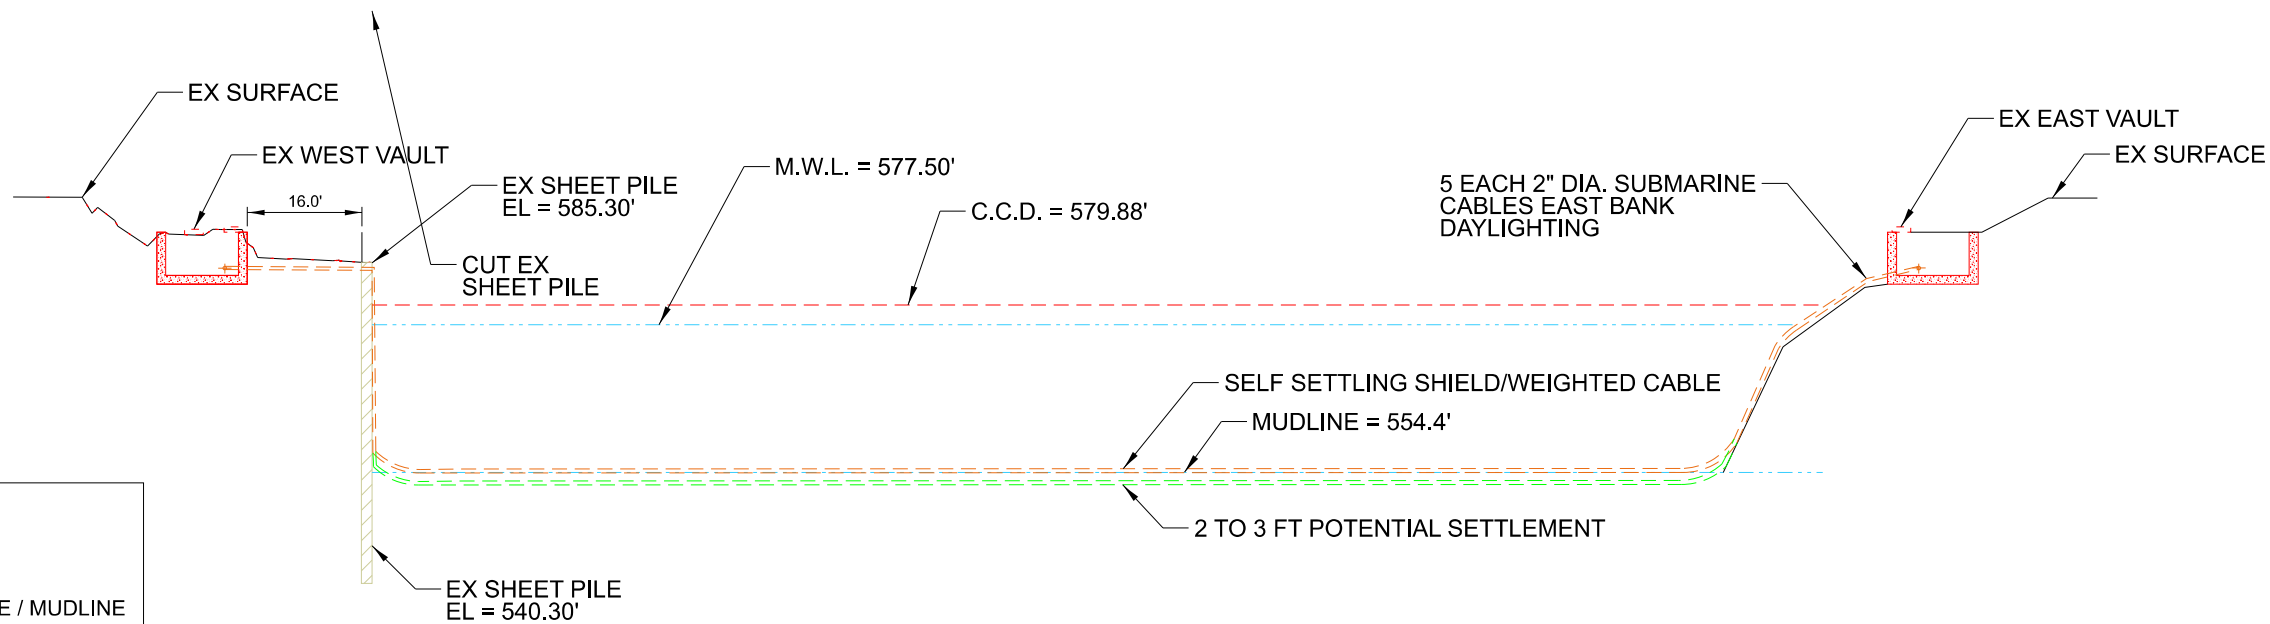 EX SURFACE
EX WEST VAULT
16.0'
EX SHEET PILE
EL = 585.30'
CUT EX
SHEET PILE
M.W.L. = 577.50'
C.C.D. = 579.88'
5 EACH 2" DIA. SUBMARINE
CABLES EAST BANK
DAYLIGHTING
EX EAST VAULT
EX SURFACE
SELF SETTLING SHIELD/WEIGHTED CABLE
MUDLINE = 554.4'
2 TO 3 FT POTENTIAL SETTLEMENT
EX SHEET PILE
EL = 540.30'
E / MUDLINE